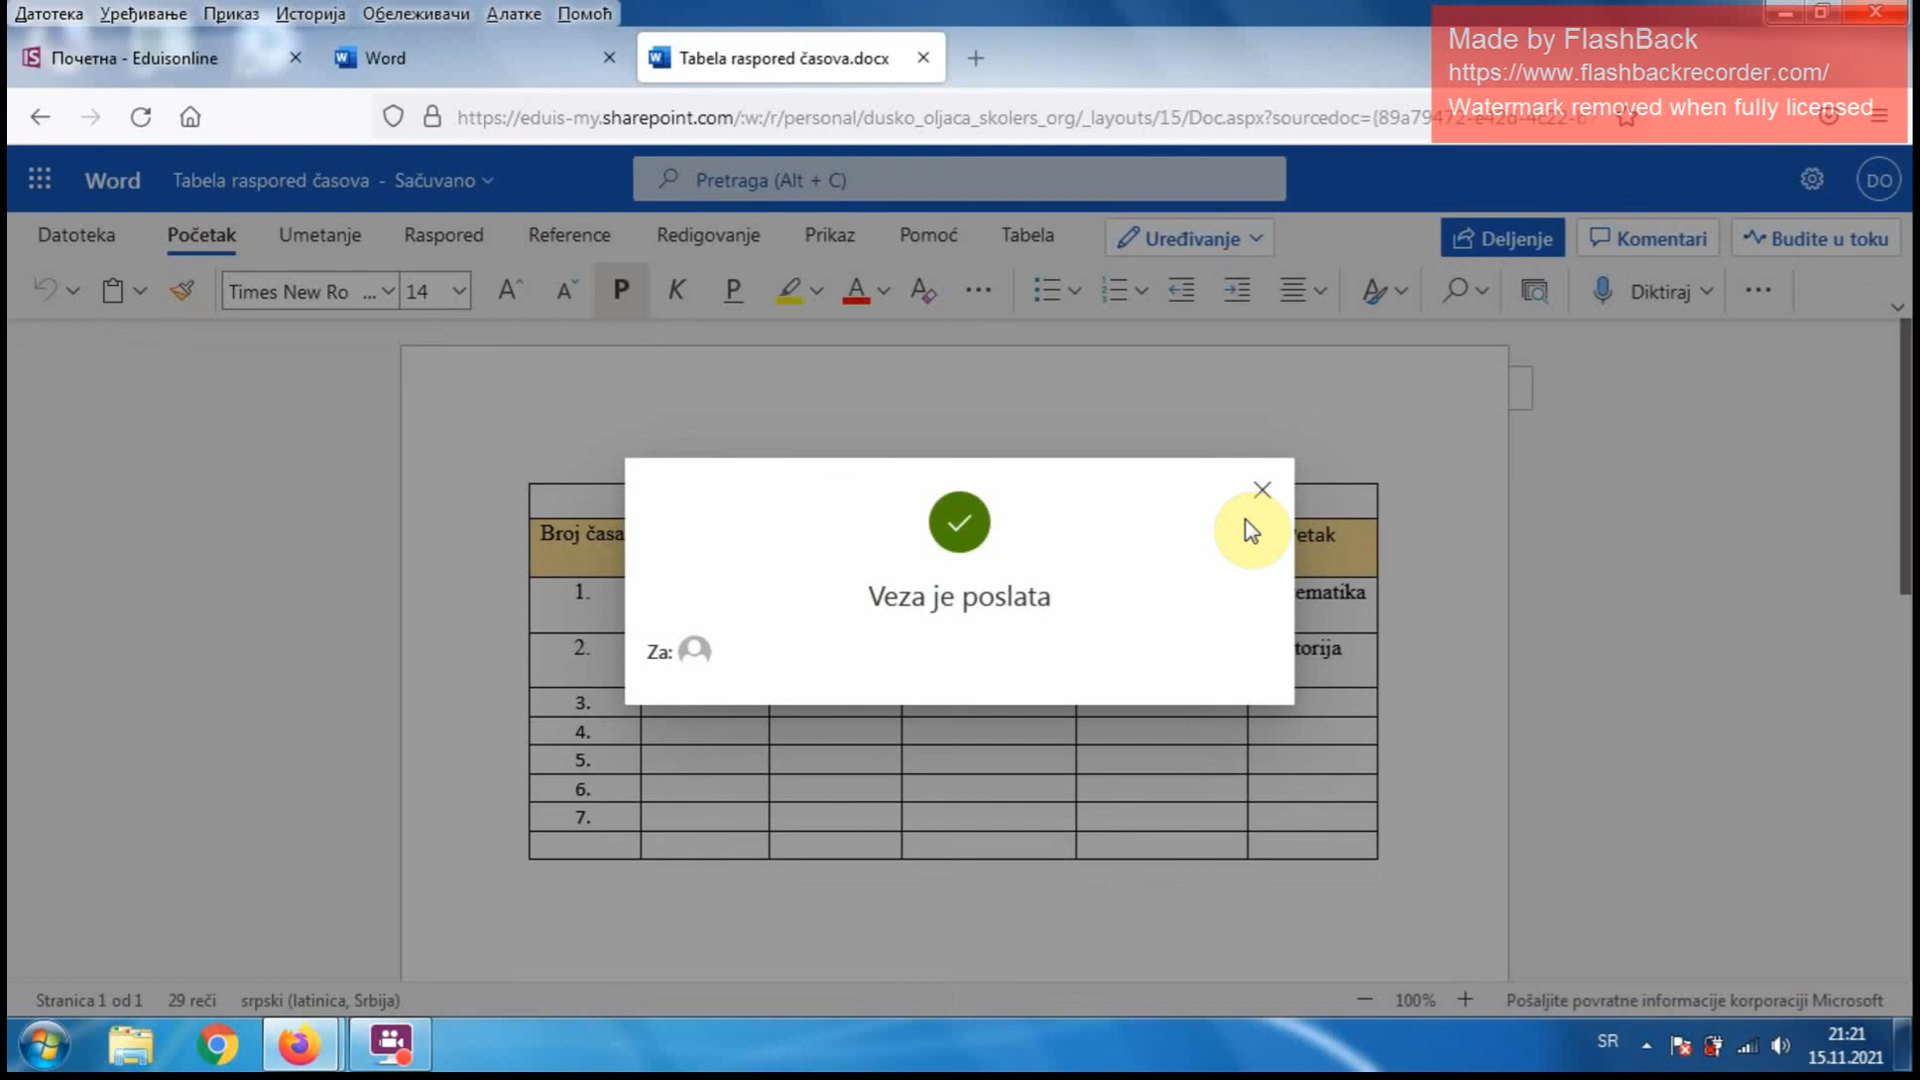 Датотека Уређивање Приказ Историја Обележивачи Алатке Помоћ
Почетна - Eduisonline
Word
Tabela raspored časova.docx
Made by FlashBack
https://www.flashbackrecorder.com/
Watermark removed when fully licensed
https://eduis-my.sharepoint.com/:w:/r/personal/dusko_oljaca_skolers_org/_layouts/15/Doc.aspx?sourcedoc={89a79472-e42d-4c22-b
Word Tabela raspored časova - Sačuvano
Pretraga (Alt + C)
DO
Datoteka Početak Umetanje Raspored Reference Redigovanje Prikaz Pomoć Tabela Uređivanje Deljenje Komentari Budite u toku
Times New Ro ... 14 P K P Diktiraj
Broj časa etak
1. ematika
2. torija
3.
4.
5.
6.
7.
Veza je poslata
Za:
Stranica 1 od 1 29 reči srpski (latinica, Srbija) 100% Pošaljite povratne informacije korporaciji Microsoft
SR
21:21
15.11.2021